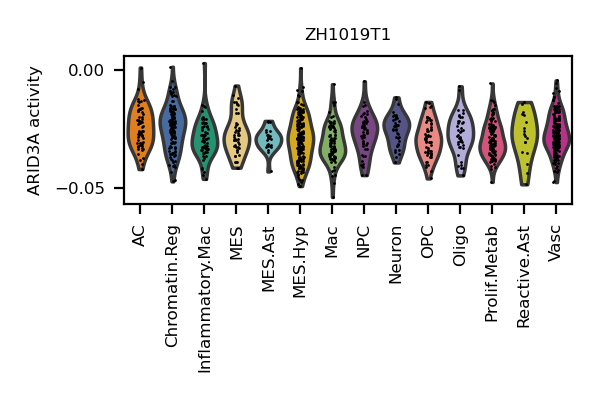 ZH1019T1
ARID3A activity
0.00
−0.05
AC
Chromatin.Reg
Inflammatory.Mac
MES
MES.Ast
MES.Hyp
Mac
NPC
Neuron
OPC
Oligo
Prolif.Metab
Reactive.Ast
Vasc